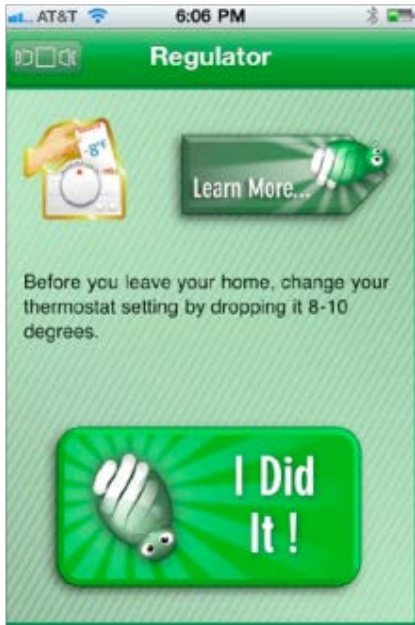 AT&T 6:06 PM
Regulator
-8°F
Learn More...
Before you leave your home, change your
thermostat setting by dropping it 8-10
degrees.
I Did
It !